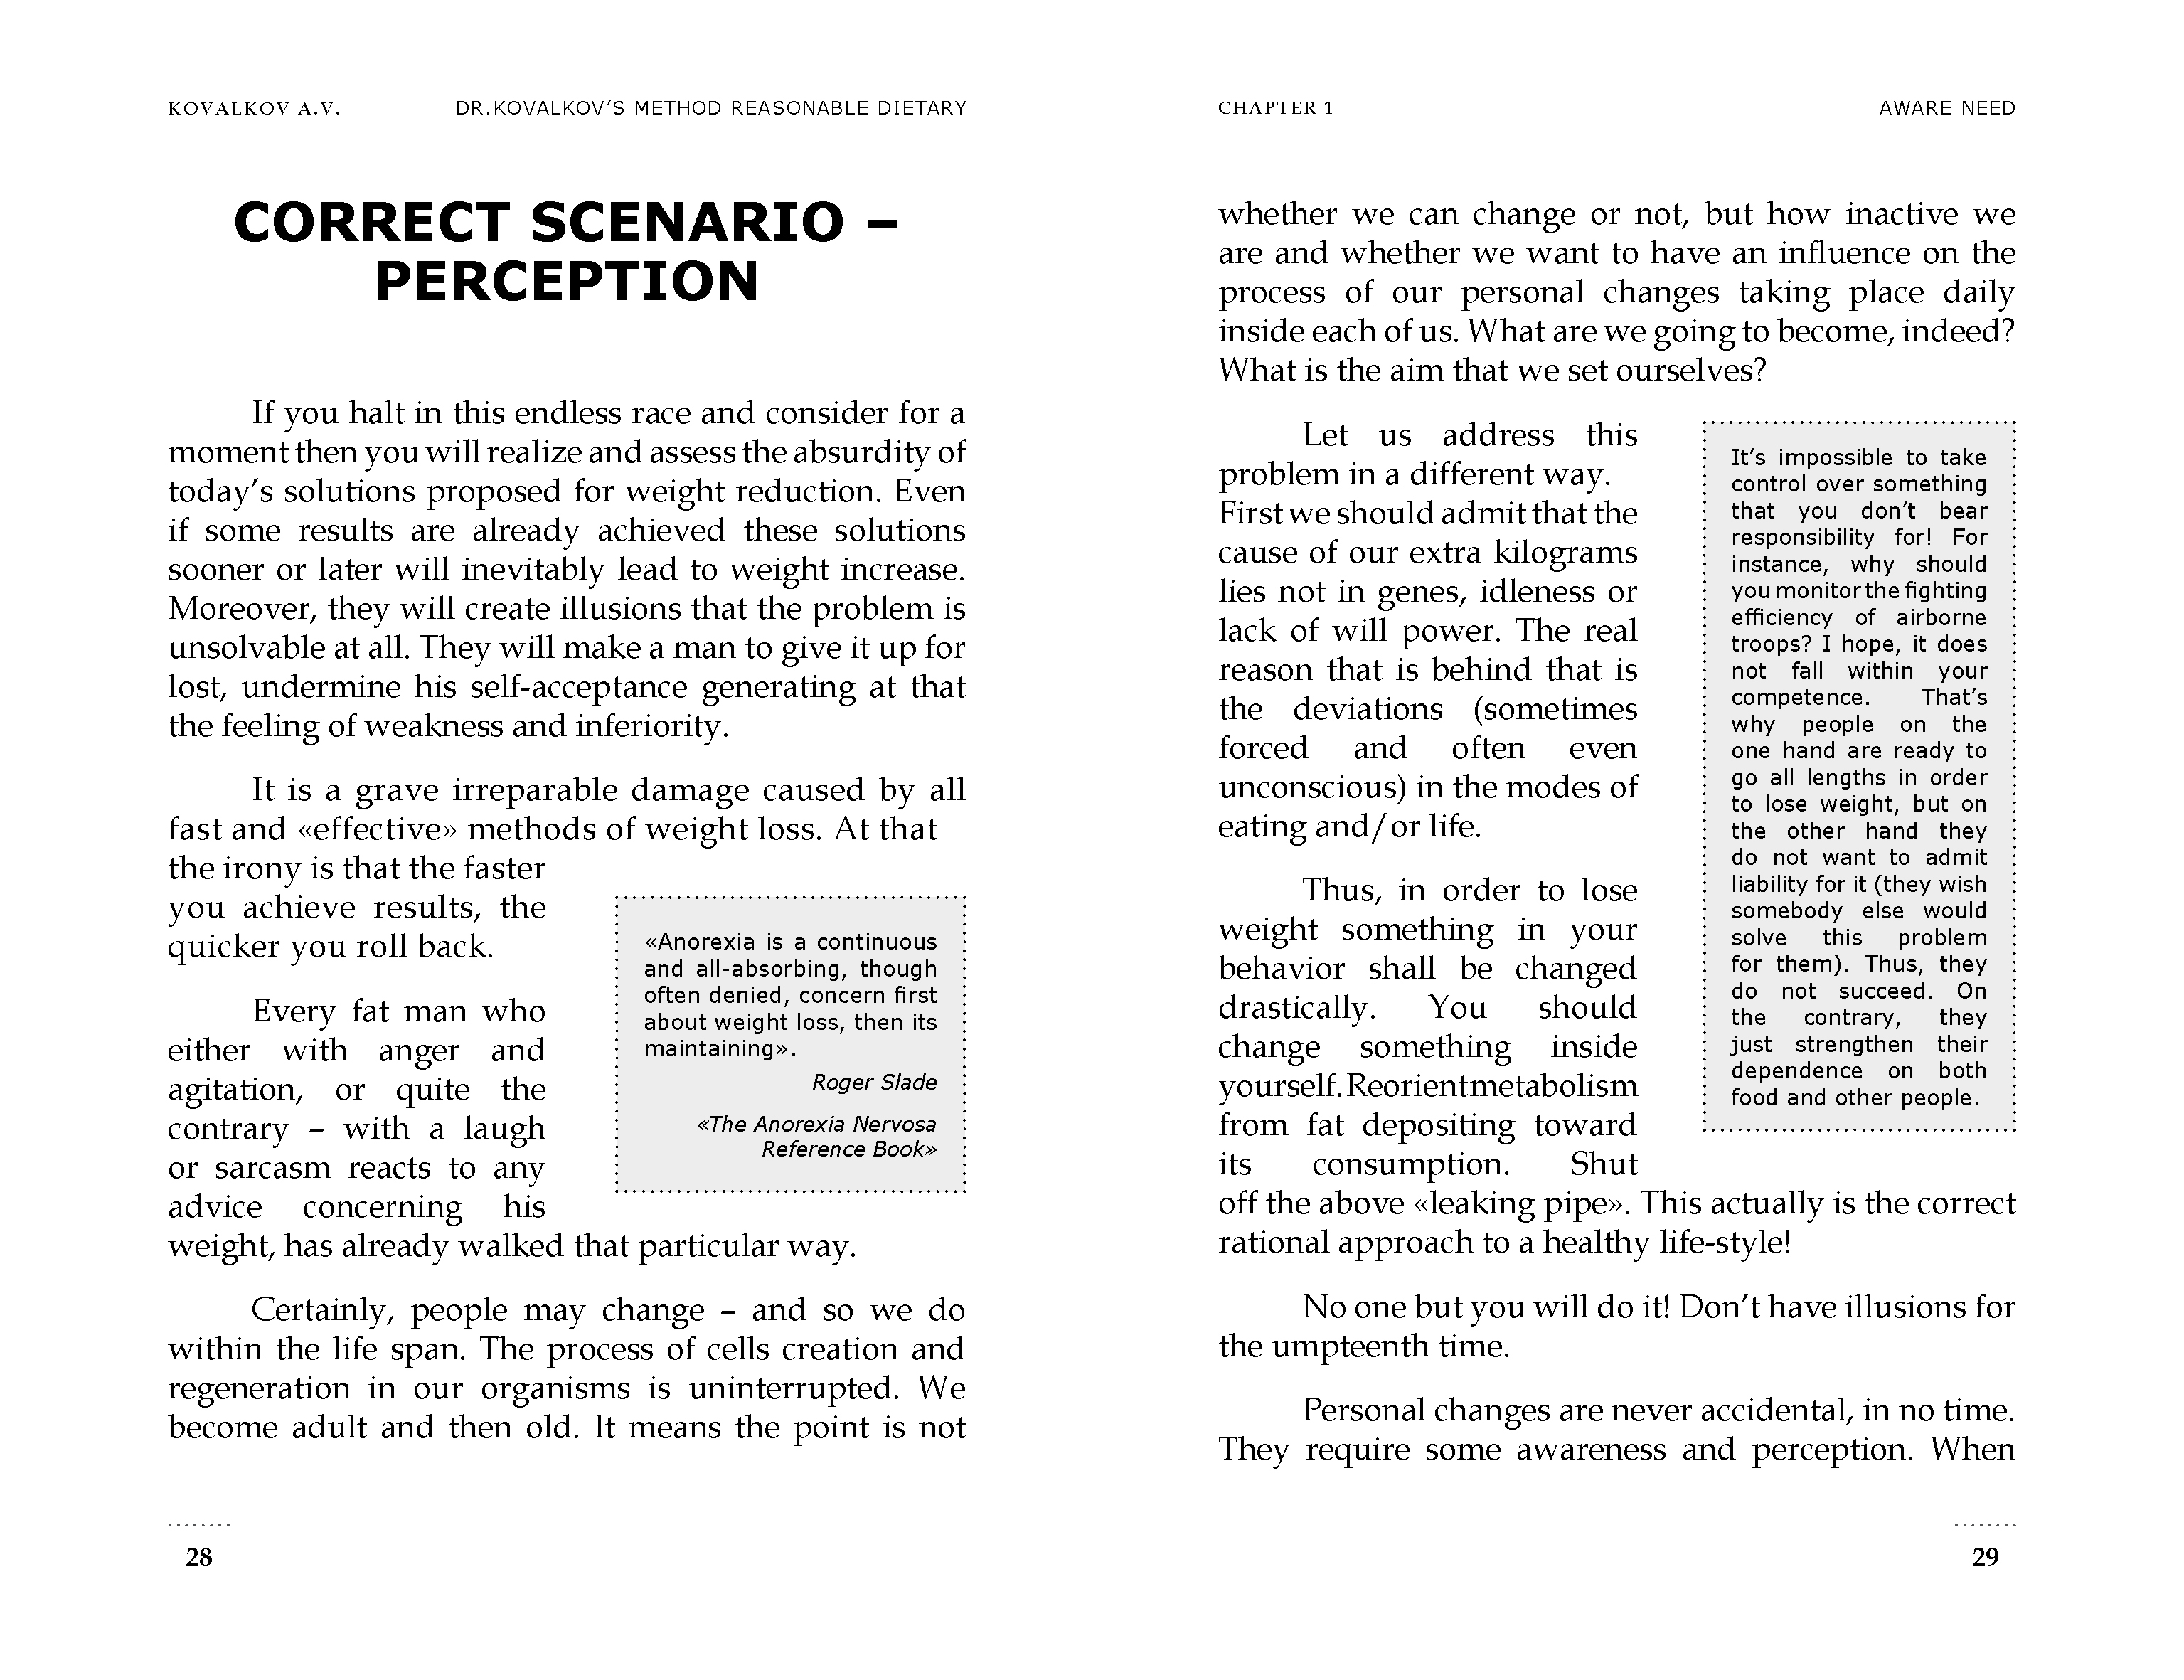 KOVALKOV A.V. DR.KOVALKOV'S METHOD REASONABLE DIETARY
CORRECT SCENARIO –
PERCEPTION
If you halt in this endless race and consider for a
moment then you will realize and assess the absurdity of
today's solutions proposed for weight reduction. Even
if some results are already achieved these solutions
sooner or later will inevitably lead to weight increase.
Moreover, they will create illusions that the problem is
unsolvable at all. They will make a man to give it up for
lost, undermine his self-acceptance generating at that
the feeling of weakness and inferiority.
It is a grave irreparable damage caused by all
fast and «effective» methods of weight loss. At that
the irony is that the faster
you achieve results, the
quicker you roll back.
Every fat man who
either with anger and
agitation, or quite the
contrary – with a laugh
or sarcasm reacts to any
advice concerning his
weight, has already walked that particular way.
«Anorexia is a continuous
and all-absorbing, though
often denied, concern first
about weight loss, then its
maintaining».
Roger Slade
«The Anorexia Nervosa
Reference Book»
Certainly, people may change – and so we do
within the life span. The process of cells creation and
regeneration in our organisms is uninterrupted. We
become adult and then old. It means the point is not
28
CHAPTER 1 AWARE NEED
whether we can change or not, but how inactive we
are and whether we want to have an influence on the
process of our personal changes taking place daily
inside each of us. What are we going to become, indeed?
What is the aim that we set ourselves?
Let us address this
problem in a different way.
First we should admit that the
cause of our extra kilograms
lies not in genes, idleness or
lack of will power. The real
reason that is behind that is
the deviations (sometimes
forced and often even
unconscious) in the modes of
eating and/or life.
Thus, in order to lose
weight something in your
behavior shall be changed
drastically. You should
change something inside
yourself. Reorient metabolism
from fat depositing toward
its consumption. Shut
off the above «leaking pipe». This actually is the correct
rational approach to a healthy life-style!
It's impossible to take
control over something
that you don't bear
responsibility for! For
instance, why should
you monitor the fighting
efficiency of airborne
troops? I hope, it does
not fall within your
competence. That's
why people on the
one hand are ready to
go all lengths in order
to lose weight, but on
the other hand they
do not want to admit
liability for it (they wish
somebody else would
solve this problem
for them). Thus, they
do not succeed. On
the contrary, they
just strengthen their
dependence on both
food and other people.
No one but you will do it! Don't have illusions for
the umpteenth time.
Personal changes are never accidental, in no time.
They require some awareness and perception. When
29